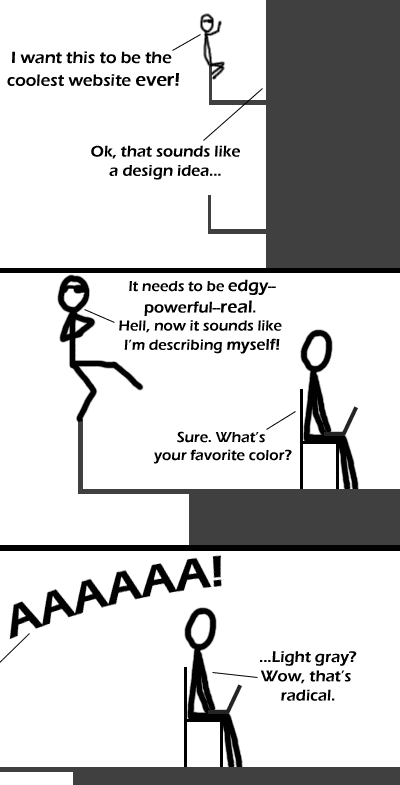 I want this to be the
coolest website ever!
Ok, that sounds like
a design idea...
It needs to be edgy--
powerful--real.
Hell, now it sounds like
I'm describing myself!
Sure. What's
your favorite color?
AAAAAA!
...Light gray?
Wow, that's
radical.